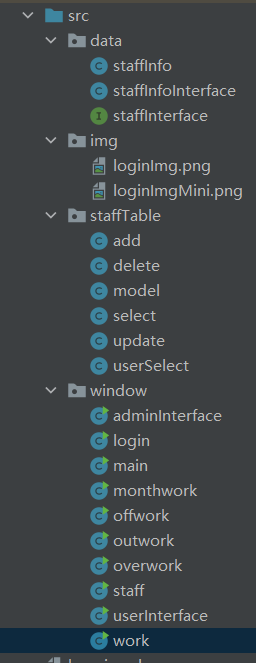 src
data
staffInfo
staffInfoInterface
staffInterface
img
loginImg.png
loginImgMini.png
staffTable
add
delete
model
select
update
userSelect
window
adminInterface
login
main
monthwork
offwork
outwork
overwork
staff
userInterface
work